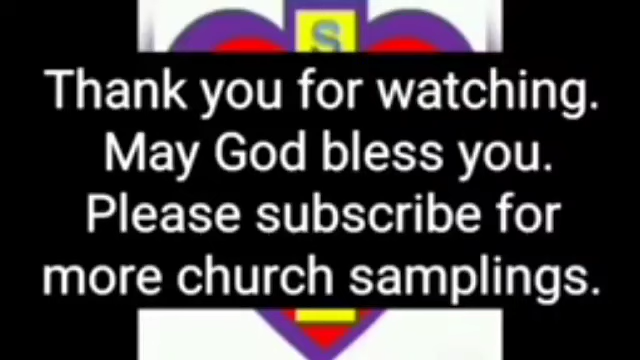 S
Thank you for watching.
May God bless you.
Please subscribe for
more church samplings.